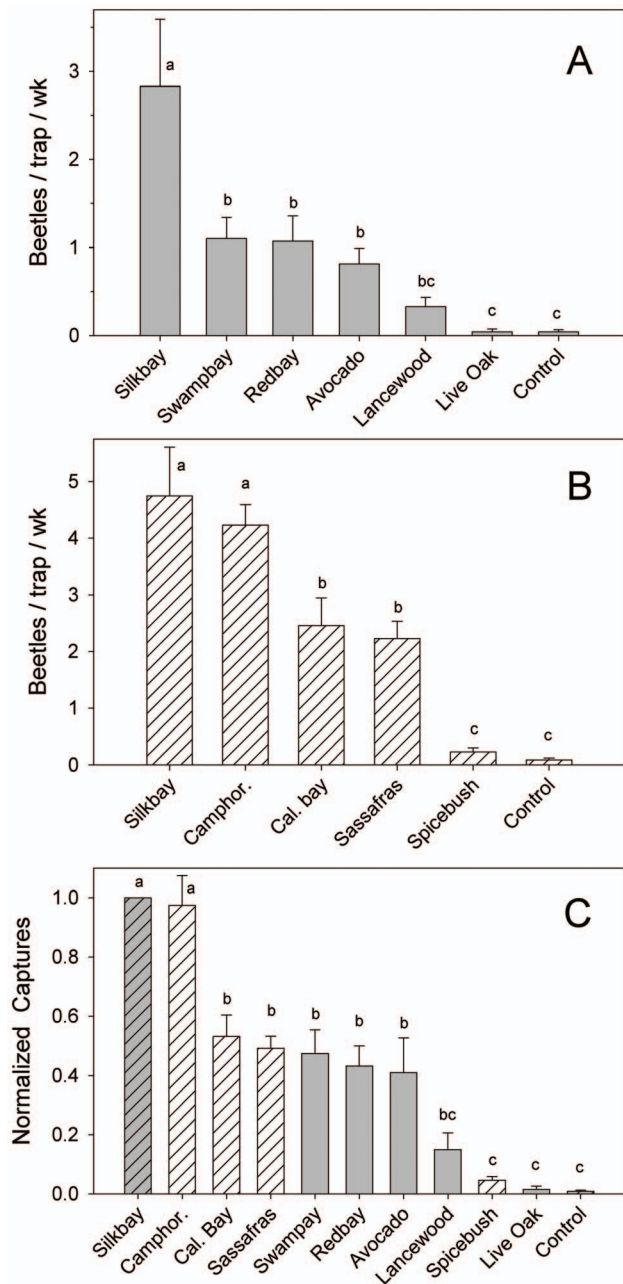 A
Beetles / trap / wk
3
2
1
0
a
b
b
b
bc
c
c
Silkbay
Swampbay
Redbay
Avocado
Lancewood
Live Oak
Control
B
Beetles / trap / wk
5
4
3
2
1
0
a
a
b
b
c
c
Silkbay
Camphor.
Cal. bay
Sassafras
Spicebush
Control
C
Normalized Captures
1.0
0.8
0.6
0.4
0.2
0.0
a
a
b
b
b
b
b
bc
c
c
c
Silkbay
Camphor.
Cal. Bay
Sassafras
Swampay
Redbay
Avocado
Lancewood
Spicebush
Live Oak
Control